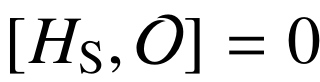 [H_S, 𝒪] = 0